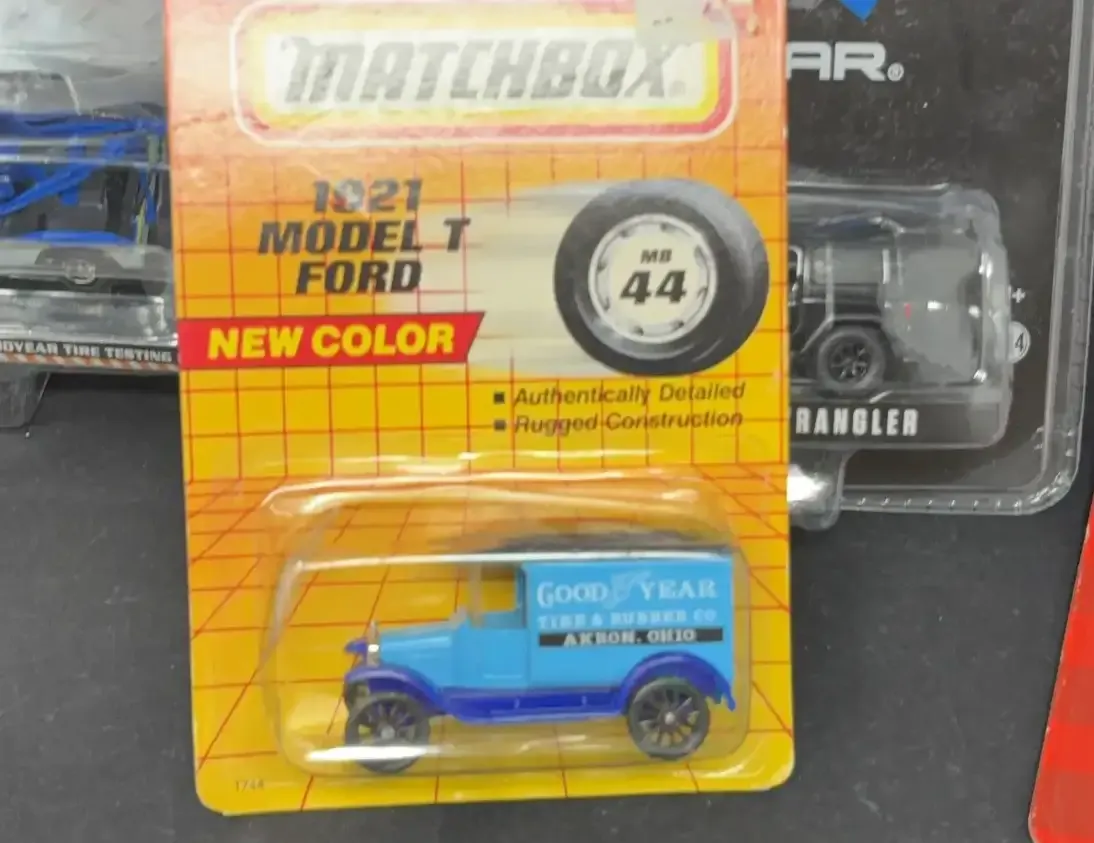 MATCHBOX®
AR®
1921
MODEL T
FORD
MB
44
NEW COLOR
TIRE TESTING
4
■ Authentically Detailed
■ Rugged Construction
RANGLER
GOOD YEAR
TIRE & RUBBER CO
AKRON, OHIO
1744